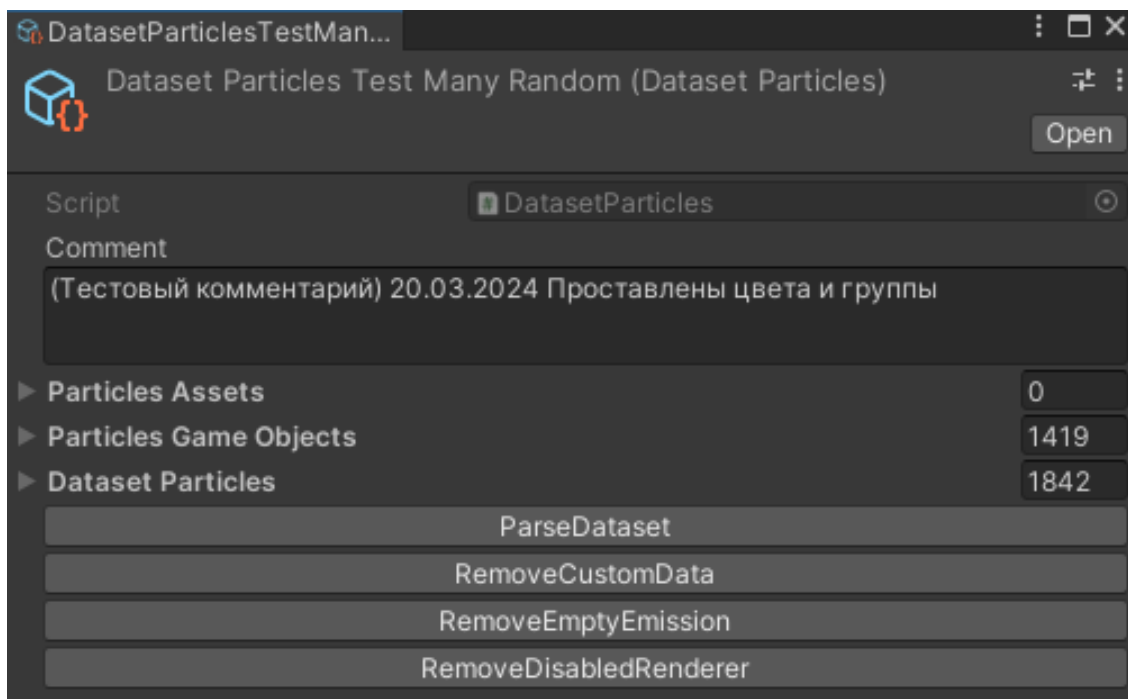 DatasetParticlesTestMan...
Dataset Particles Test Many Random (Dataset Particles)
Open
Script DatasetParticles
Comment
(Тестовый комментарий) 20.03.2024 Проставлены цвета и группы
Particles Assets 0
Particles Game Objects 1419
Dataset Particles 1842
ParseDataset
RemoveCustomData
RemoveEmptyEmission
RemoveDisabledRenderer